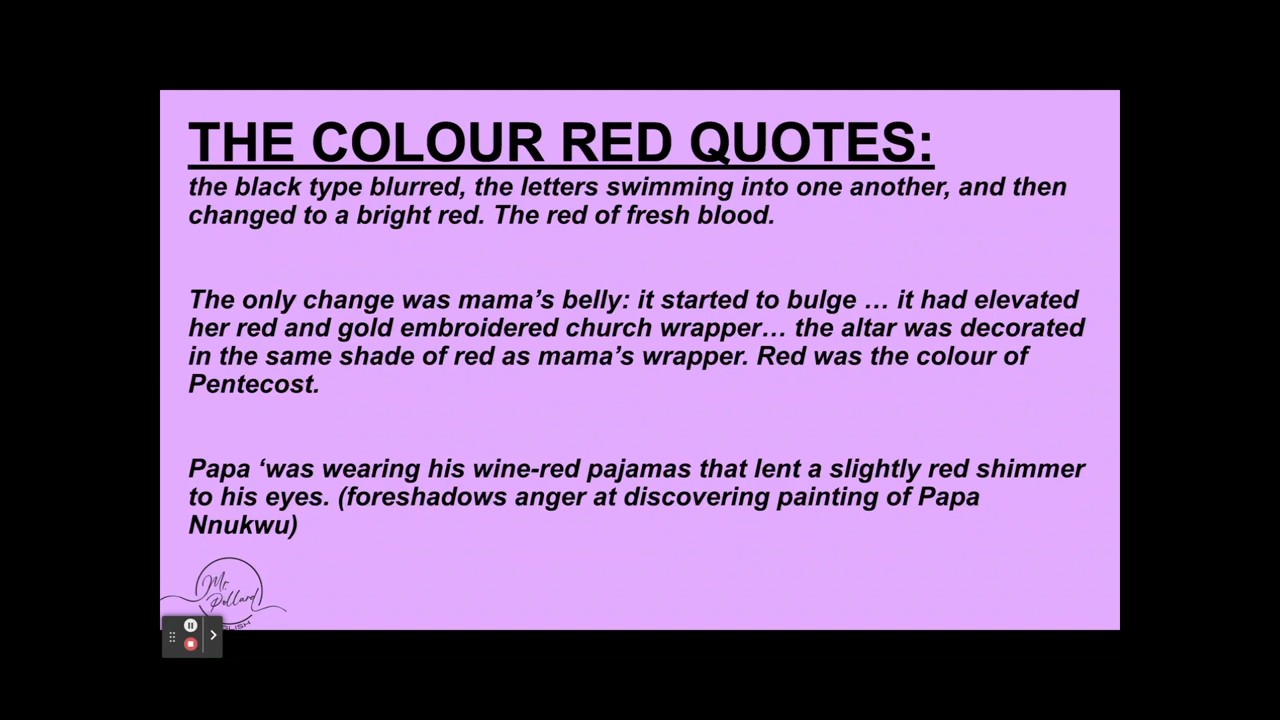 THE COLOUR RED QUOTES:
the black type blurred, the letters swimming into one another, and then
changed to a bright red. The red of fresh blood.
The only change was mama’s belly: it started to bulge … it had elevated
her red and gold embroidered church wrapper… the altar was decorated
in the same shade of red as mama’s wrapper. Red was the colour of
Pentecost.
Papa ‘was wearing his wine-red pajamas that lent a slightly red shimmer
to his eyes. (foreshadows anger at discovering painting of Papa
Nnukwu)
Mr.
Pollard